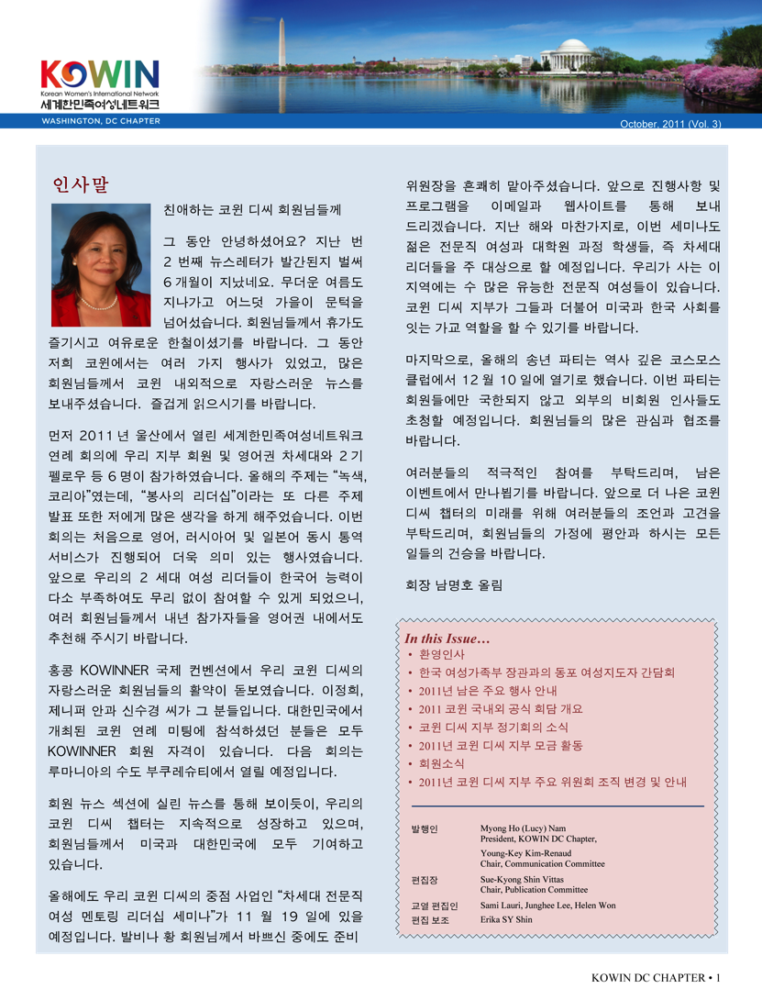 KOWIN
Korean Women's International Network
세계한민족여성네트워크
WASHINGTON, DC CHAPTER
October, 2011 (Vol. 3)
인사말
친애하는 코윈 디씨 회원님들께
그 동안 안녕하셨어요? 지난 번
2 번째 뉴스레터가 발간된지 벌써
6개월이 지났네요. 무더운 여름도
지나가고 어느덧 가을이 문턱을
넘어섰습니다. 회원님들께서 휴가도
즐기시고 여유로운 한철이셨기를 바랍니다. 그 동안
저희 코윈에서는 여러 가지 행사가 있었고, 많은
회원님들께서 코윈 내외적으로 자랑스러운 뉴스를
보내주셨습니다. 즐겁게 읽으시기를 바랍니다.
먼저 2011년 울산에서 열린 세계한민족여성네트워크
연례 회의에 우리 지부 회원 및 영어권 차세대와 2기
펠로우 등 6명이 참가하였습니다. 올해의 주제는 “녹색,
코리아”였는데, “봉사의 리더십”이라는 또 다른 주제
발표 또한 저에게 많은 생각을 하게 해주었습니다. 이번
회의는 처음으로 영어, 러시아어 및 일본어 동시 통역
서비스가 진행되어 더욱 의미 있는 행사였습니다.
앞으로 우리의 2 세대 여성 리더들이 한국어 능력이
다소 부족하여도 무리 없이 참여할 수 있게 되었으니,
여러 회원님들께서 내년 참가자들을 영어권 내에서도
추천해 주시기 바랍니다.
홍콩 KOWINNER 국제 컨벤션에서 우리 코윈 디씨의
자랑스러운 회원님들의 활약이 돋보였습니다. 이정희,
제니퍼 안과 신수경 씨가 그 분들입니다. 대한민국에서
개최된 코윈 연례 미팅에 참석하셨던 분들은 모두
KOWINNER 회원 자격이 있습니다. 다음 회의는
루마니아의 수도 부쿠레슈티에서 열릴 예정입니다.
회원 뉴스 섹션에 실린 뉴스를 통해 보이듯이, 우리의
코윈 디씨 챕터는 지속적으로 성장하고 있으며,
회원님들께서 미국과 대한민국에 모두 기여하고
있습니다.
올해에도 우리 코윈 디씨의 중점 사업인 “차세대 전문직
여성 멘토링 리더십 세미나”가 11 월 19 일에 있을
예정입니다. 발비나 황 회원님께서 바쁘신 중에도 준비
위원장을 흔쾌히 맡아주셨습니다. 앞으로 진행사항 및
프로그램을 이메일과 웹사이트를 통해 보내
드리겠습니다. 지난 해와 마찬가지로, 이번 세미나도
젊은 전문직 여성과 대학원 과정 학생들, 즉 차세대
리더들을 주 대상으로 할 예정입니다. 우리가 사는 이
지역에는 수 많은 유능한 전문직 여성들이 있습니다.
코윈 디씨 지부가 그들과 더불어 미국과 한국 사회를
잇는 가교 역할을 할 수 있기를 바랍니다.
마지막으로, 올해의 송년 파티는 역사 깊은 코스모스
클럽에서 12월 10일에 열기로 했습니다. 이번 파티는
회원들에만 국한되지 않고 외부의 비회원 인사들도
초청할 예정입니다. 회원님들의 많은 관심과 협조를
바랍니다.
여러분들의 적극적인 참여를 부탁드리며, 남은
이벤트에서 만나뵙기를 바랍니다. 앞으로 더 나은 코윈
디씨 챕터의 미래를 위해 여러분들의 조언과 고견을
부탁드리며, 회원님들의 가정에 평안과 하시는 모든
일들의 건승을 바랍니다.
회장 남명호 올림
In this Issue…
• 환영인사
• 한국 여성가족부 장관과의 동포 여성지도자 간담회
• 2011년 남은 주요 행사 안내
• 2011 코윈 국내외 공식 회담 개요
• 코윈 디씨 지부 정기회의 소식
• 2011년 코윈 디씨 지부 모금 활동
• 회원소식
• 2011년 코윈 디씨 지부 주요 위원회 조직 변경 및 안내
발행인 Myong Ho (Lucy) Nam
President, KOWIN DC Chapter,
Young-Key Kim-Renaud
Chair, Communication Committee
편집장 Sue-Kyong Shin Vittas
Chair, Publication Committee
교열 편집인 Sami Lauri, Junghee Lee, Helen Won
편집 보조 Erika SY Shin
KOWIN DC CHAPTER • 1